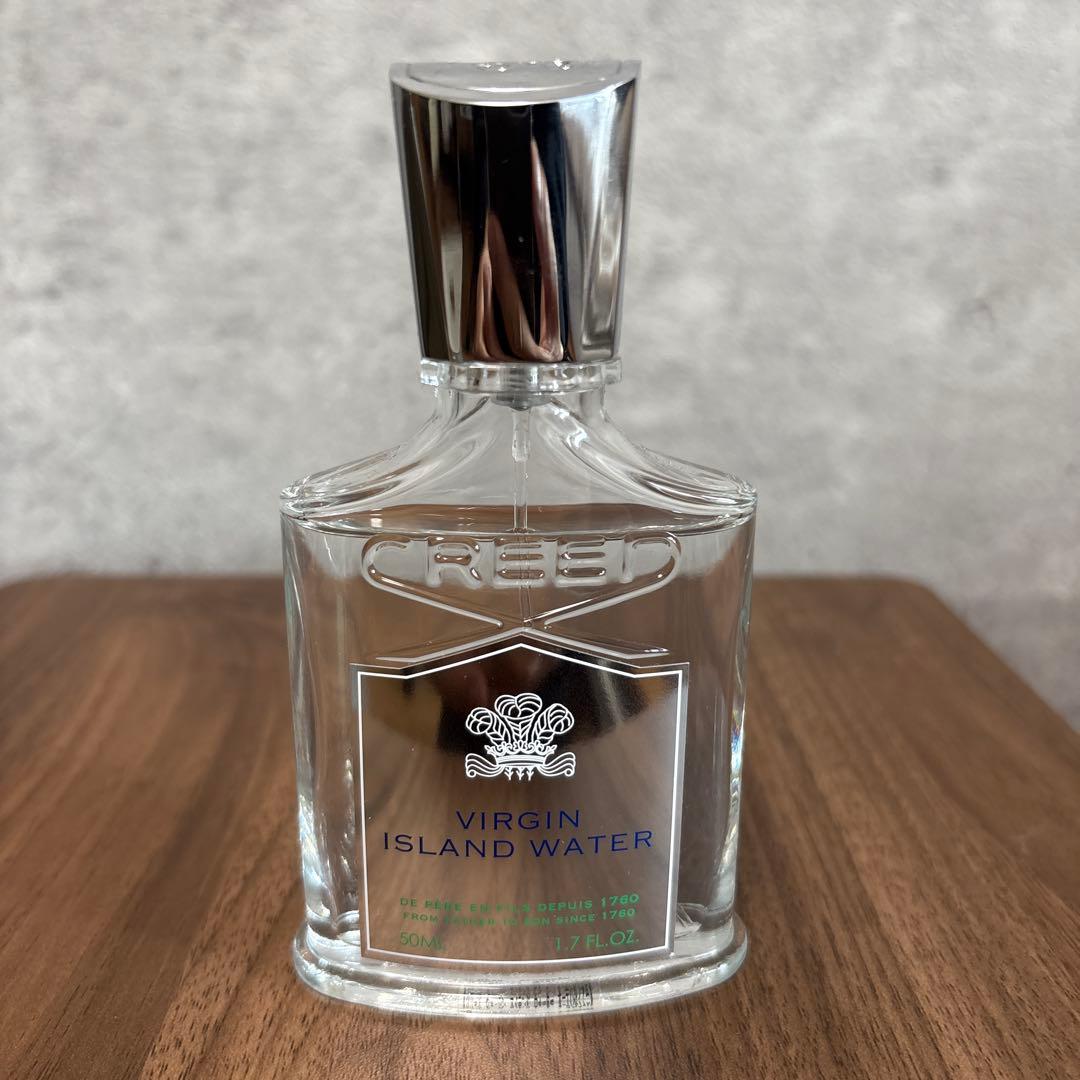 CREED
VIRGIN
ISLAND WATER
DE PÈRE EN FILS DEPUIS 1760
FROM FATHER TO SON SINCE 1760
50ML 1.7 FL.OZ.